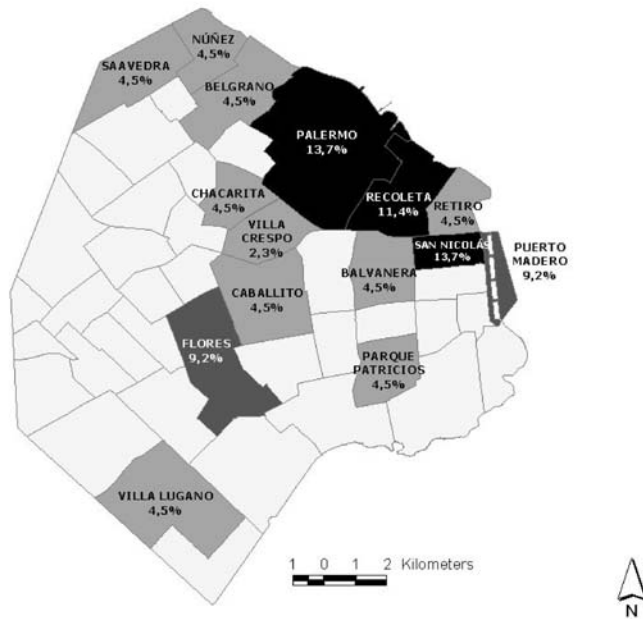 NÚÑEZ
4,5%
SAAVEDRA
4,5%
BELGRANO
4,5%
PALERMO
13,7%
RECOLETA
11,4%
CHACARITA
4,5%
RETIRO
4,5%
VILLA
CRESPO
2,3%
SAN NICOLÁS
13,7%
PUERTO
MADERO
9,2%
BALVANERA
4,5%
CABALLITO
4,5%
FLORES
9,2%
PARQUE
PATRICIOS
4,5%
VILLA LUGANO
4,5%
1 0 1 2 Kilometers
N